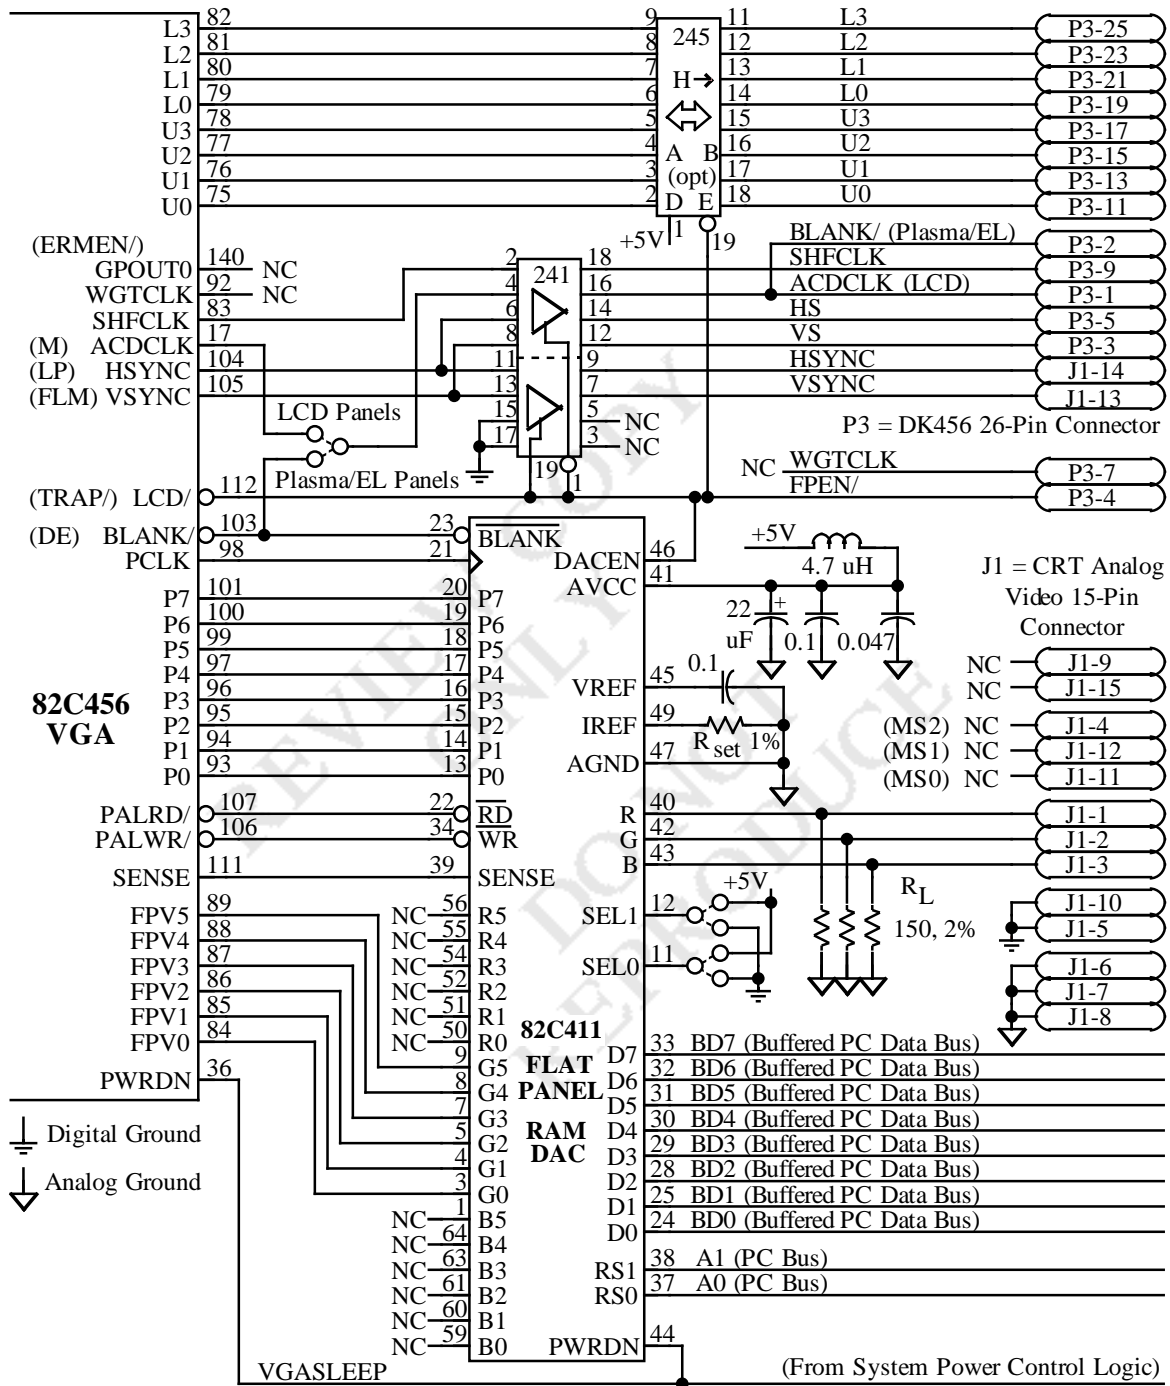 82 9 11 L3 P3-25
L3 245
81 8 12 L2 P3-23
L2
80 7 13 L1 P3-21
L1 H
79 6 14 L0 P3-19
L0
78 5 15 U3 P3-17
U3
77 4 16 U2 P3-15
U2 A B
76 3 17 U1 P3-13
U1 (opt)
75 2 18 U0 P3-11
U0 D E
+5V 1 19
(ERMEN/) BLANK/ (Plasma/EL) P3-2
GPOUT0 140 NC 2 241 18 SHFCLK P3-9
WGTCLK 92 NC 4 16 ACDCLK (LCD) P3-1
SHFCLK 83 6 14 HS P3-5
(M) ACDCLK 17 8 12 VS P3-3
(LP) HSYNC 104 11 9 HSYNC J1-14
(FLM) VSYNC 105 13 7 VSYNC J1-13
LCD Panels 15 5 NC
17 3 NC
P3 = DK456 26-Pin Connector
Plasma/EL Panels 19 1
NC WGTCLK P3-7
(TRAP/) LCD/ 112 FPEN/ P3-4
(DE) BLANK/ 103 23 BLANK
PCLK 98 21
DACEN 46
+5V 4.7 uH
AVCC 41
J1 = CRT Analog
Video 15-Pin
Connector
22 uF + 0.1 0.047
P7 101 20 P7
P6 100 19 P6
P5 99 18 P5
P4 97 17 P4
P3 96 16 P3
P2 95 15 P2
P1 94 14 P1
P0 93 13 P0
82C456
VGA
VREF 45 0.1
IREF 49 R set 1%
AGND 47
NC J1-9
NC J1-15
(MS2) NC J1-4
(MS1) NC J1-12
(MS0) NC J1-11
PALRD/ 107 22 RD
PALWR/ 106 34 WR
R 40 J1-1
G 42 J1-2
B 43 J1-3
SENSE 111 39 SENSE
+5V
SEL1 12
SEL0 11
RL
150, 2%
J1-10
J1-5
J1-6
J1-7
J1-8
FPV5 89 NC 56 R5
FPV4 88 NC 55 R4
FPV3 87 NC 54 R3
FPV2 86 NC 52 R2
FPV1 85 NC 51 R1
FPV0 84 NC 50 R0
PWRDN 36
9 G5
8 G4
7 G3
5 G2
4 G1
3 G0
NC 1 B5
NC 64 B4
NC 63 B3
NC 61 B2
NC 60 B1
NC 59 B0
82C411
FLAT
PANEL
RAM
DAC
D7 33 BD7 (Buffered PC Data Bus)
D6 32 BD6 (Buffered PC Data Bus)
D5 31 BD5 (Buffered PC Data Bus)
D4 30 BD4 (Buffered PC Data Bus)
D3 29 BD3 (Buffered PC Data Bus)
D2 28 BD2 (Buffered PC Data Bus)
D1 25 BD1 (Buffered PC Data Bus)
D0 24 BD0 (Buffered PC Data Bus)
RS1 38 A1 (PC Bus)
RS0 37 A0 (PC Bus)
PWRDN 44
Digital Ground
Analog Ground
VGASLEEP
(From System Power Control Logic)
REVIEW COPY
ONLY
DO NOT
REPRODUCE